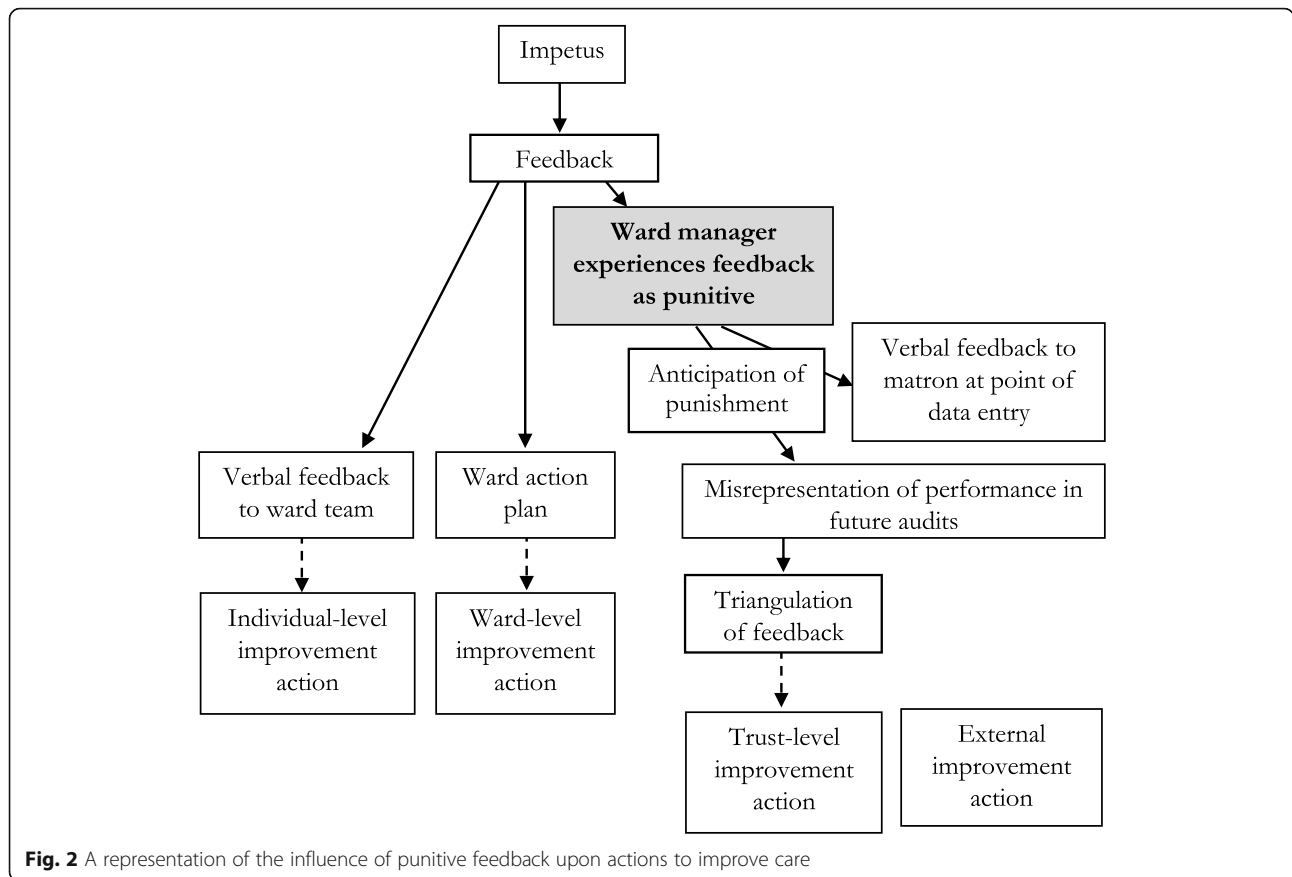 Impetus
Feedback
Ward manager
experiences feedback
as punitive
Anticipation of
punishment
Verbal feedback to
matron at point of
data entry
Verbal feedback
to ward team
Ward action
plan
Misrepresentation of performance in
future audits
Individual-level
improvement
action
Ward-level
improvement
action
Triangulation
of feedback
Trust-level
improvement
action
External
improvement
action
Fig. 2 A representation of the influence of punitive feedback upon actions to improve care